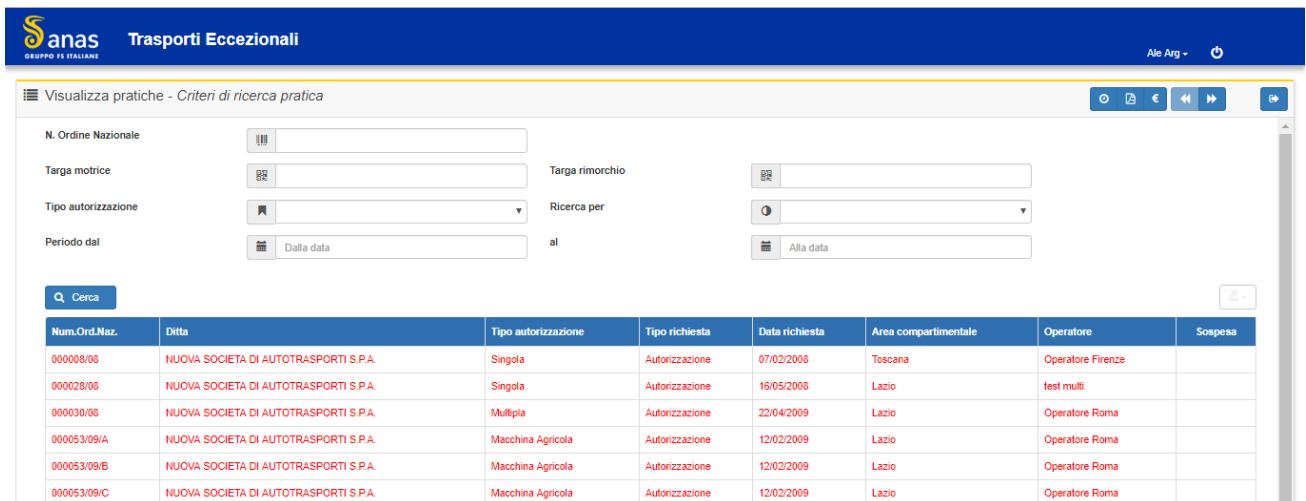 anas Trasporti Eccezionali
GRUPPO FS ITALIANE
Ale Arg
Visualizza pratiche - Criteri di ricerca pratica
€
N. Ordine Nazionale
Targa motrice Targa rimorchio
Tipo autorizzazione Ricerca per
Periodo dal Dalla data al Alla data
Cerca
Num.Ord.Naz. Ditta Tipo autorizzazione Tipo richiesta Data richiesta Area compartimentale Operatore Sospesa
000008/08 NUOVA SOCIETA DI AUTOTRASPORTI S.P.A. Singola Autorizzazione 07/02/2008 Toscana Operatore Firenze
000028/08 NUOVA SOCIETA DI AUTOTRASPORTI S.P.A. Singola Autorizzazione 16/05/2008 Lazio test multi
000030/08 NUOVA SOCIETA DI AUTOTRASPORTI S.P.A. Multipla Autorizzazione 22/04/2009 Lazio Operatore Roma
000053/09/A NUOVA SOCIETA DI AUTOTRASPORTI S.P.A. Macchina Agricola Autorizzazione 12/02/2009 Lazio Operatore Roma
000053/09/B NUOVA SOCIETA DI AUTOTRASPORTI S.P.A. Macchina Agricola Autorizzazione 12/02/2009 Lazio Operatore Roma
000053/09/C NUOVA SOCIETA DI AUTOTRASPORTI S.P.A. Macchina Agricola Autorizzazione 12/02/2009 Lazio Operatore Roma